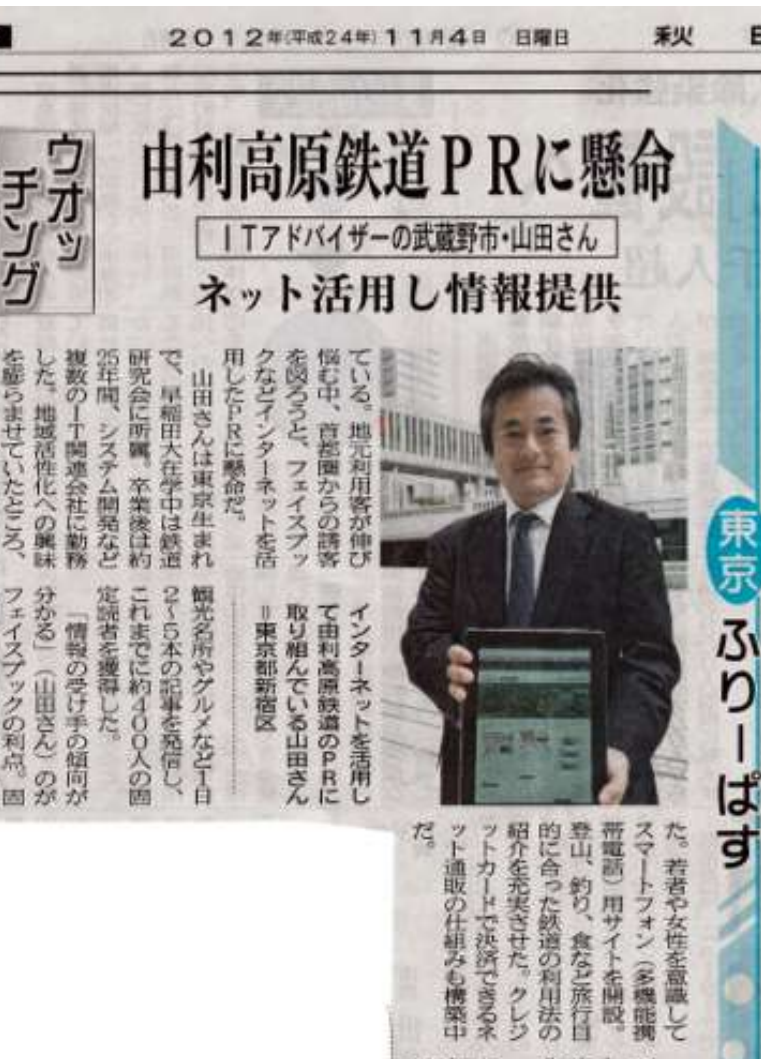 2012年(平成24年)11月4日 日曜日
秋
東京
ふりーぱす
ウオッ
チング
由利高原鉄道PRに懸命
ITアドバイザーの武蔵野市・山田さん
ネット活用し情報提供
ている。地元利用客が伸び
悩む中、首都圏からの誘客
を図ろうと、フェイスブッ
クなどインターネットを活
用したPRに懸命だ。
山田さんは東京生まれ
で、早稲田大在学中は鉄道
研究会に所属。卒業後は約
25年間、システム開発など
複数のIT関連会社に勤務
した。地域活性化への興味
を膨らませていたところ、
インターネットを活用し
て由利高原鉄道のPRに
取り組んでいる山田さん
=東京都新宿区
観光名所やグルメなど1日
2〜5本の記事を発信し、
これまでに約400人の固
定読者を獲得した。
「情報の受け手の傾向が
分かる」(山田さん)のが
フェイスブックの利点。固
た。若者や女性を意識して
スマートフォン(多機能携
帯電話)用サイトを開設。
登山、釣り、食など旅行目
的に合った鉄道の利用法の
紹介を充実させた。クレジ
ットカードで決済できるネ
ット通販の仕組みも構築中
だ。